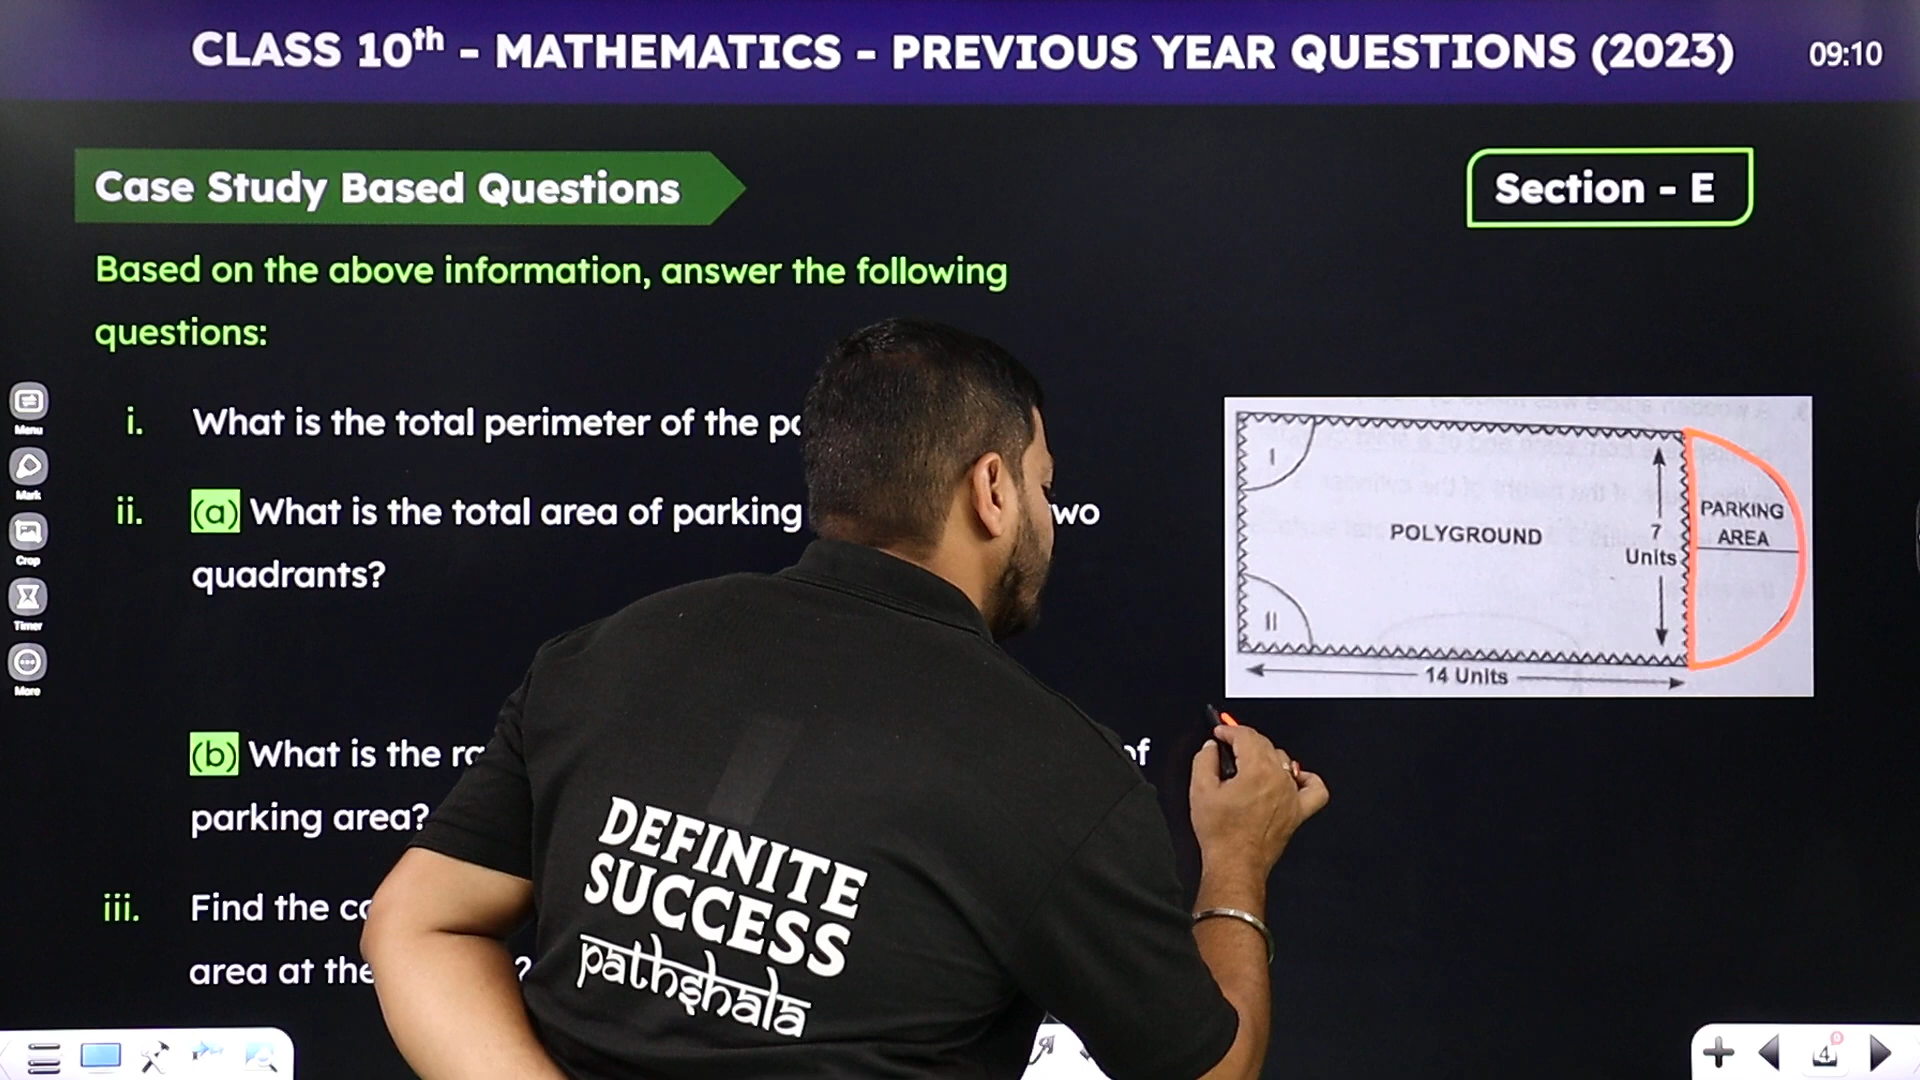 CLASS 10th - MATHEMATICS - PREVIOUS YEAR QUESTIONS (2023)
09:10
Case Study Based Questions
Section - E
Based on the above information, answer the following
questions:
i. What is the total perimeter of the
ii. (a) What is the total area of parking two
quadrants?
(b) What is the of
parking area?
iii. Find the
area at the ?
I
II
POLYGROUND
7
Units
14 Units
PARKING
AREA
Menu
Mark
Crop
Timer
More
DEFINITE
SUCCESS
pathshala
4